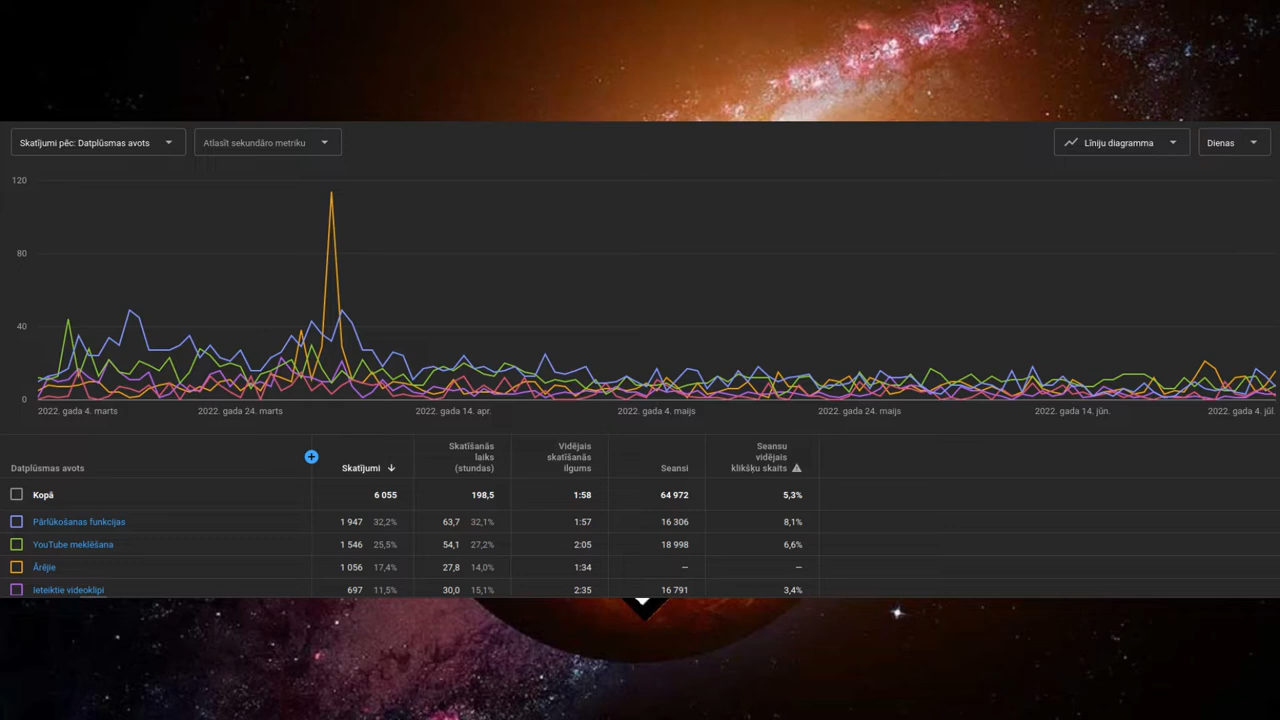 Skatījumi pēc: Datplūsmas avots
Atlasīt sekundāro metriku
Līniju diagramma
Dienas
120
80
40
0
2022. gada 4. marts
2022. gada 24. marts
2022. gada 14. apr.
2022. gada 4. maijs
2022. gada 24. maijs
2022. gada 14. jūn.
2022. gada 4. jūl.
Datplūsmas avots
Skatījumi
Skatīšanās
laiks
(stundas)
Vidējais
skatīšanās
ilgums
Seansi
Seansu
vidējais
klikšķu skaits
Kopā 6 055 198,5 1:58 64 972 5,3%
Pārlūkošanas funkcijas 1 947 32,2% 63,7 32,1% 1:57 16 306 8,1%
YouTube meklēšana 1 546 25,5% 54,1 27,2% 2:05 18 998 6,6%
Ārējie 1 056 17,4% 27,8 14,0% 1:34 — —
Ieteiktie videoklipi 697 11,5% 30,0 15,1% 2:35 16 791 3,4%